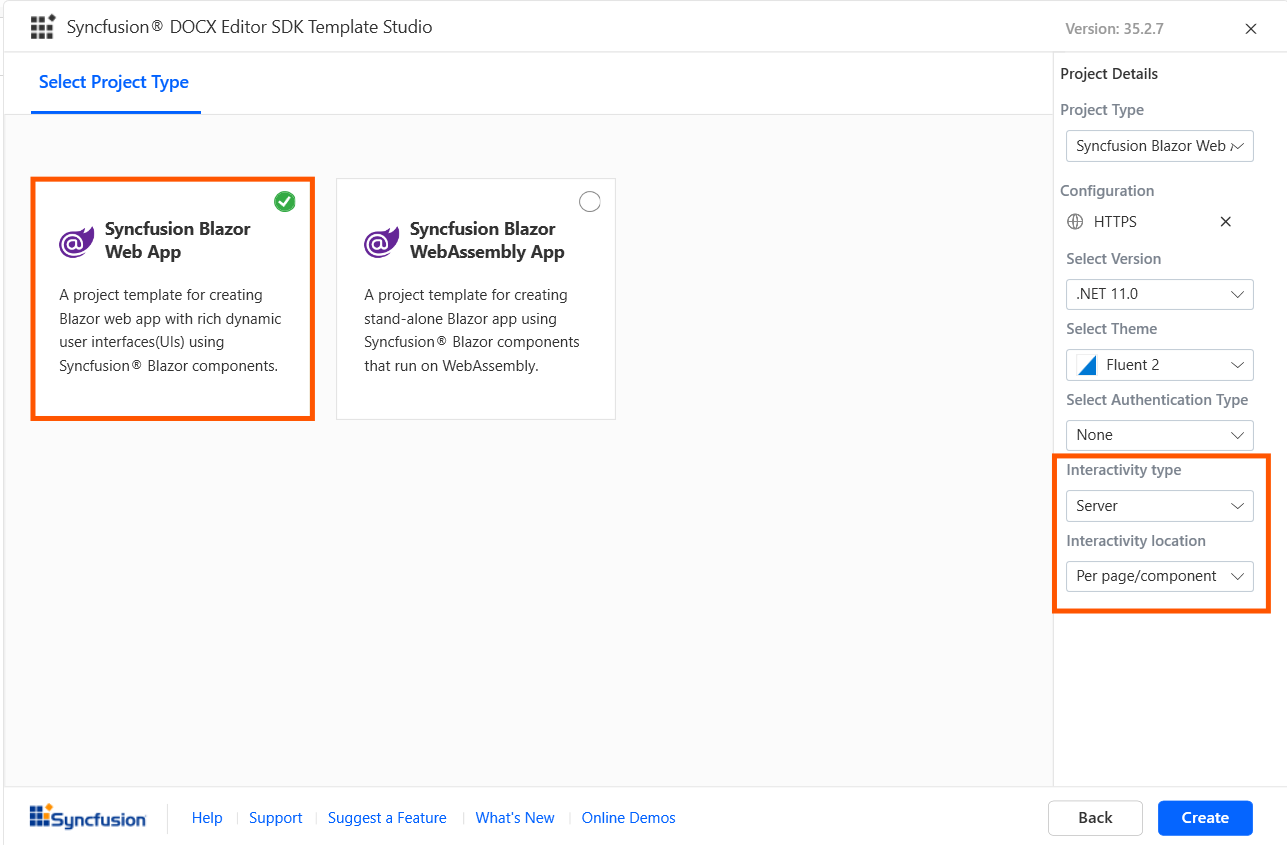 Syncfusion® DOCX Editor SDK Template Studio
Version: 35.2.7
Select Project Type
Syncfusion Blazor
Web App
A project template for creating
Blazor web app with rich dynamic
user interfaces(UIs) using
Syncfusion® Blazor components.
Syncfusion Blazor
WebAssembly App
A project template for creating
stand-alone Blazor app using
Syncfusion® Blazor components
that run on WebAssembly.
Project Details
Project Type
Syncfusion Blazor Web
Configuration
HTTPS
Select Version
.NET 11.0
Select Theme
Fluent 2
Select Authentication Type
None
Interactivity type
Server
Interactivity location
Per page/component
Syncfusion
Help
Support
Suggest a Feature
What's New
Online Demos
Back
Create